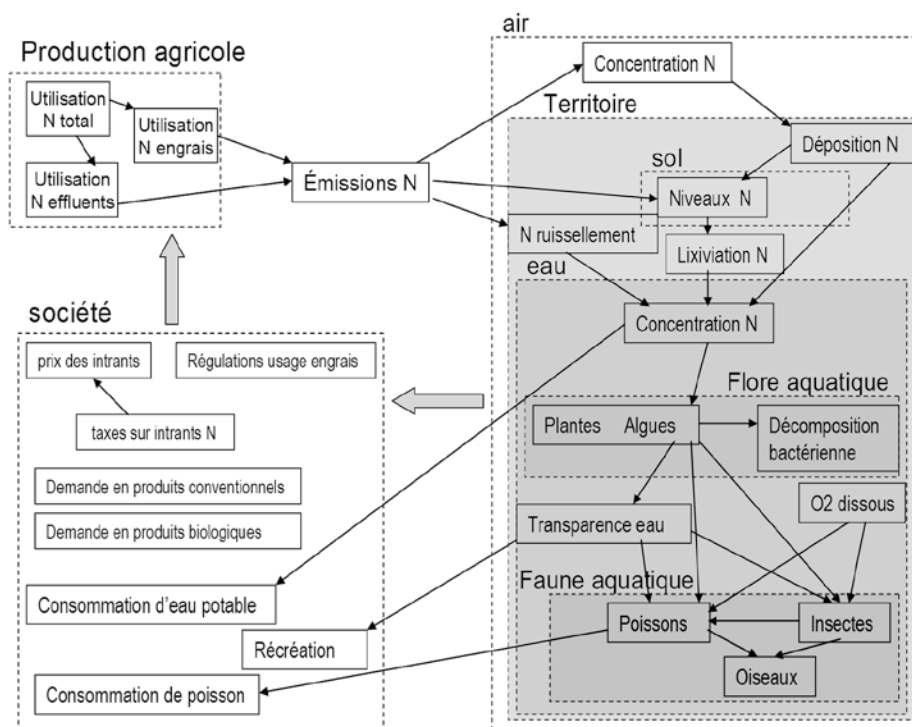 air
Production agricole
Concentration N
Utilisation
N total
Utilisation
N engrais
Territoire
Déposition N
sol
Utilisation
N effluents
Émissions N
Niveaux N
N ruissellement
Lixiviation N
eau
société
Concentration N
prix des intrants
Régulations usage engrais
Flore aquatique
taxes sur intrants N
Plantes Algues
Décomposition
bactérienne
Demande en produits conventionnels
O2 dissous
Demande en produits biologiques
Transparence eau
Faune aquatique
Consommation d'eau potable
Poissons
Insectes
Récréation
Oiseaux
Consommation de poisson